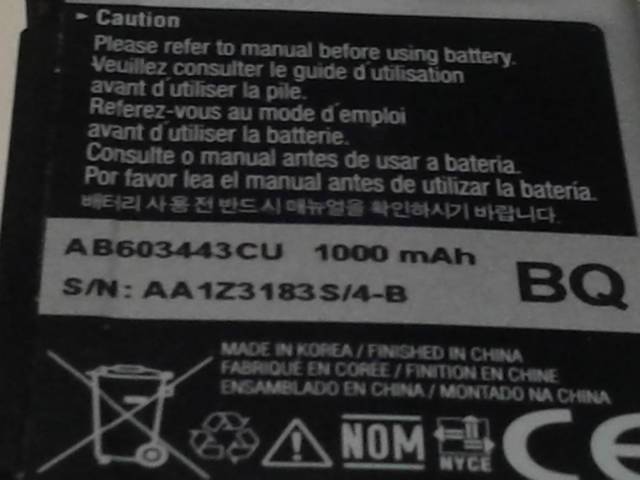 ► Caution
Please refer to manual before using battery.
Veuillez consulter le guide d'utilisation
avant d'utiliser la pile.
Referez-vous au mode d'emploi
avant d'utiliser la batterie.
Consulte o manual antes de usar a bateria.
Por favor lea el manual antes de utilizar la batería.
배터리 사용 전 반드시 매뉴얼을 확인하시기 바랍니다.
AB603443CU 1000 mAh
BQ
S/N: AA1Z3183S/4-B
MADE IN KOREA / FINISHED IN CHINA
FABRIQUÉ EN CORÉE / FINITION EN CHINE
ENSAMBLADO EN CHINA / MONTADO NA CHINA
NOM
NYCE
CE